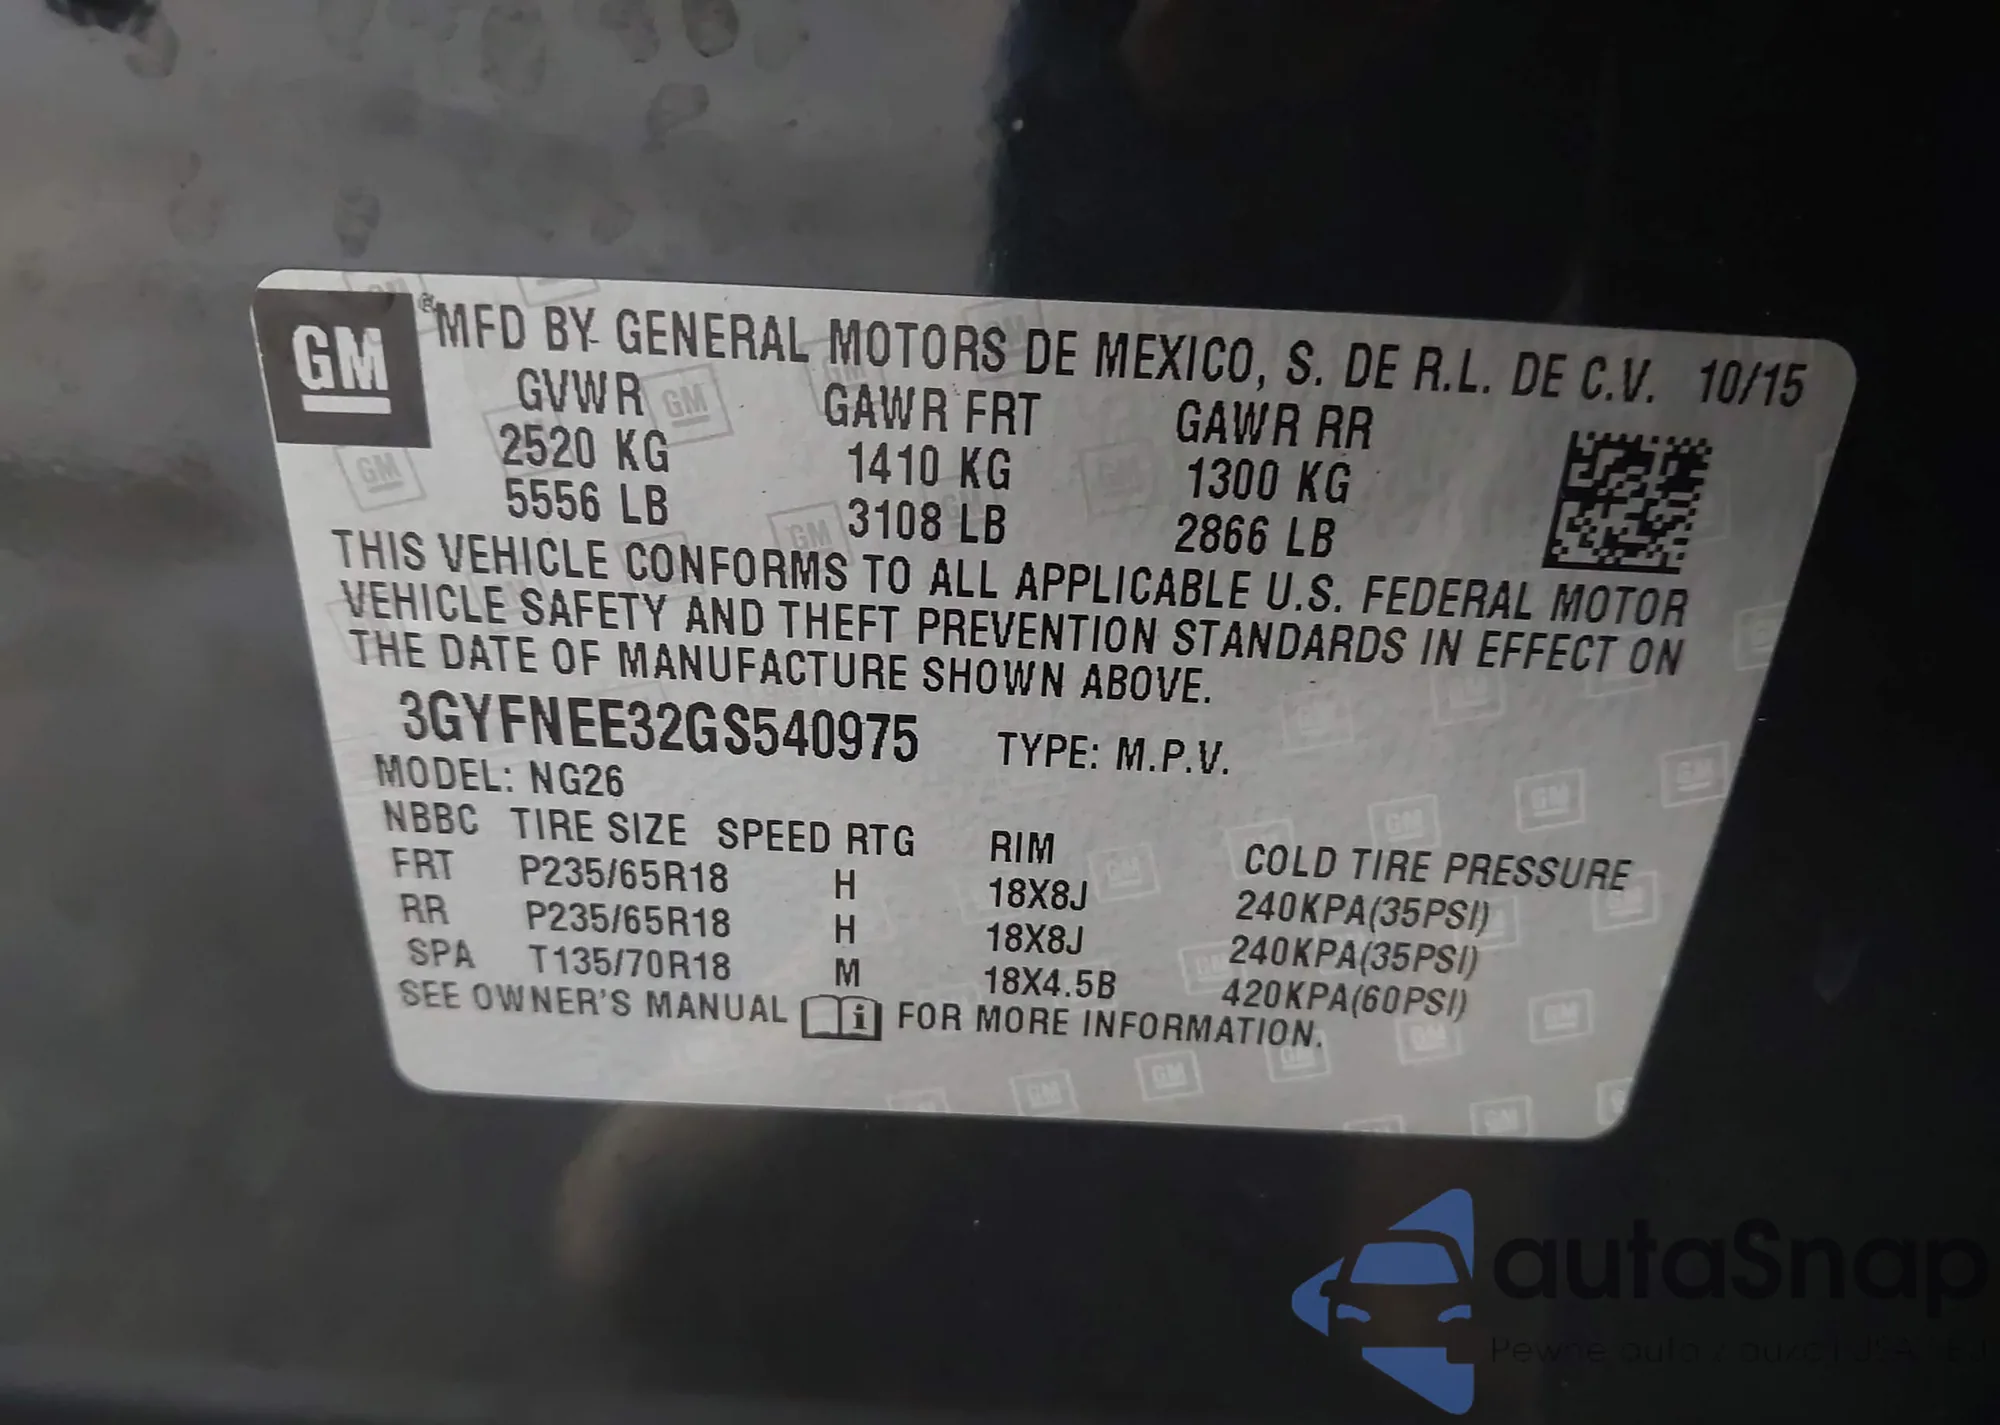 GM
MFD BY GENERAL MOTORS DE MEXICO, S. DE R.L. DE C.V. 10/15
GVWR GAWR FRT GAWR RR
2520 KG 1410 KG 1300 KG
5556 LB 3108 LB 2866 LB
THIS VEHICLE CONFORMS TO ALL APPLICABLE U.S. FEDERAL MOTOR
VEHICLE SAFETY AND THEFT PREVENTION STANDARDS IN EFFECT ON
THE DATE OF MANUFACTURE SHOWN ABOVE.
3GYFNEE32GS540975 TYPE: M.P.V.
MODEL: NG26
NBBC TIRE SIZE SPEED RTG RIM COLD TIRE PRESSURE
FRT P235/65R18 H 18X8J 240KPA(35PSI)
RR P235/65R18 H 18X8J 240KPA(35PSI)
SPA T135/70R18 M 18X4.5B 420KPA(60PSI)
SEE OWNER'S MANUAL i FOR MORE INFORMATION.
autaSnap
Pewne auto z